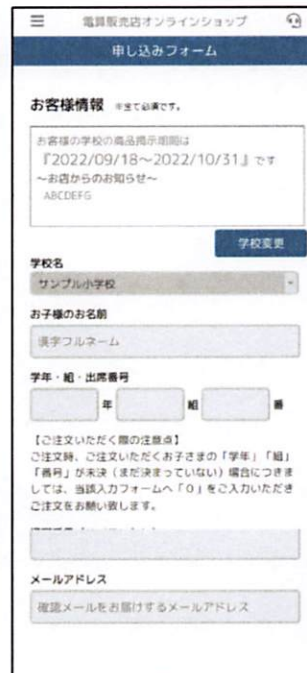 電算販売店オンラインショップ
申し込みフォーム
お客様情報 ※全て必須です。
お客様の学校の商品掲示期間は
『2022/09/18~2022/10/31』です
~お店からのお知らせ~
ABCDEFG
学校変更
学校名
サンプル小学校
お子様のお名前
漢字フルネーム
学年・組・出席番号
年 組 番
【ご注文いただく際の注意点】
ご注文時、ご注文いただくお子さまの「学年」「組」
「番号」が未決(まだ決まっていない)場合につきま
しては、当該入力フォームへ「0」をご入力いただき
ご注文をお願い致します。
メールアドレス
確認メールをお届けするメールアドレス